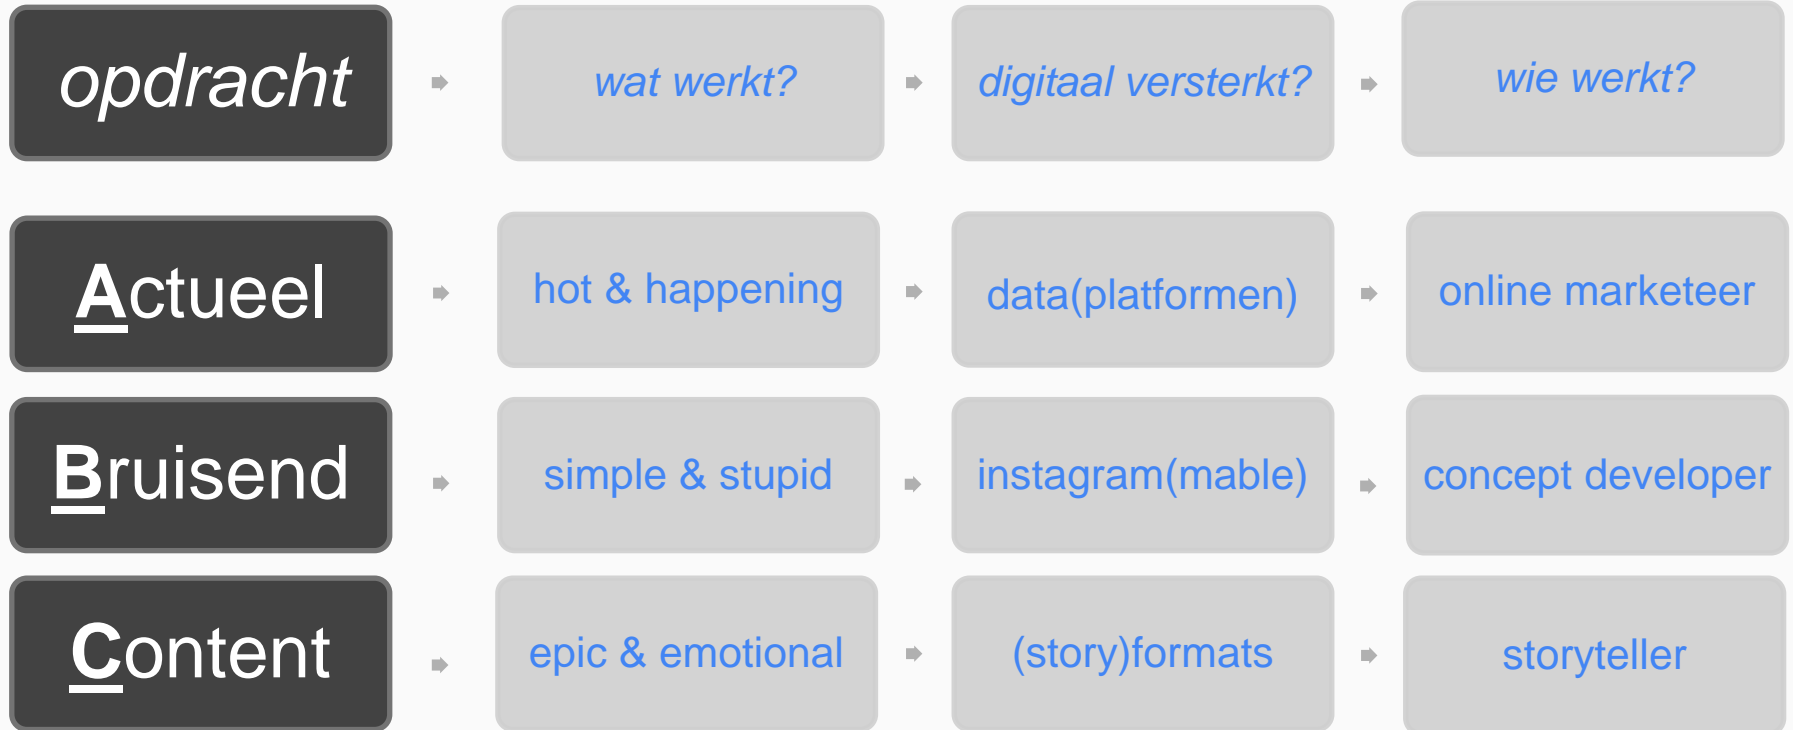 opdracht
wat werkt?
digitaal versterkt?
wie werkt?
Actueel
hot & happening
data(platformen)
online marketeer
Bruisend
simple & stupid
instagram(mable)
concept developer
Content
epic & emotional
(story)formats
storyteller